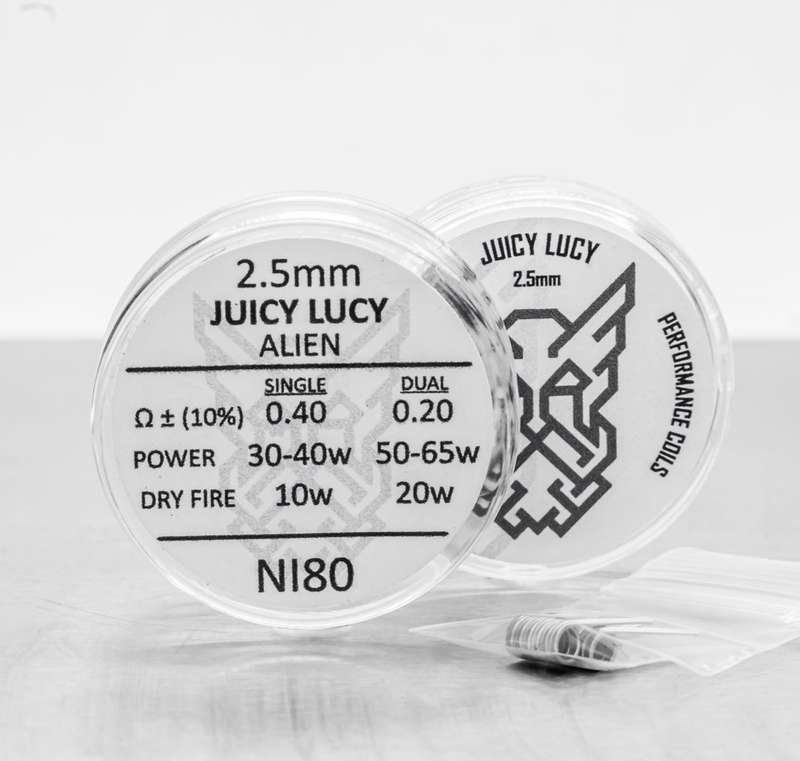 2.5mm
JUICY LUCY
ALIEN
SINGLE DUAL
Ω ± (10%) 0.40 0.20
POWER 30-40w 50-65w
DRY FIRE 10w 20w
NI80
JUICY LUCY
2.5mm
PERFORMANCE COILS